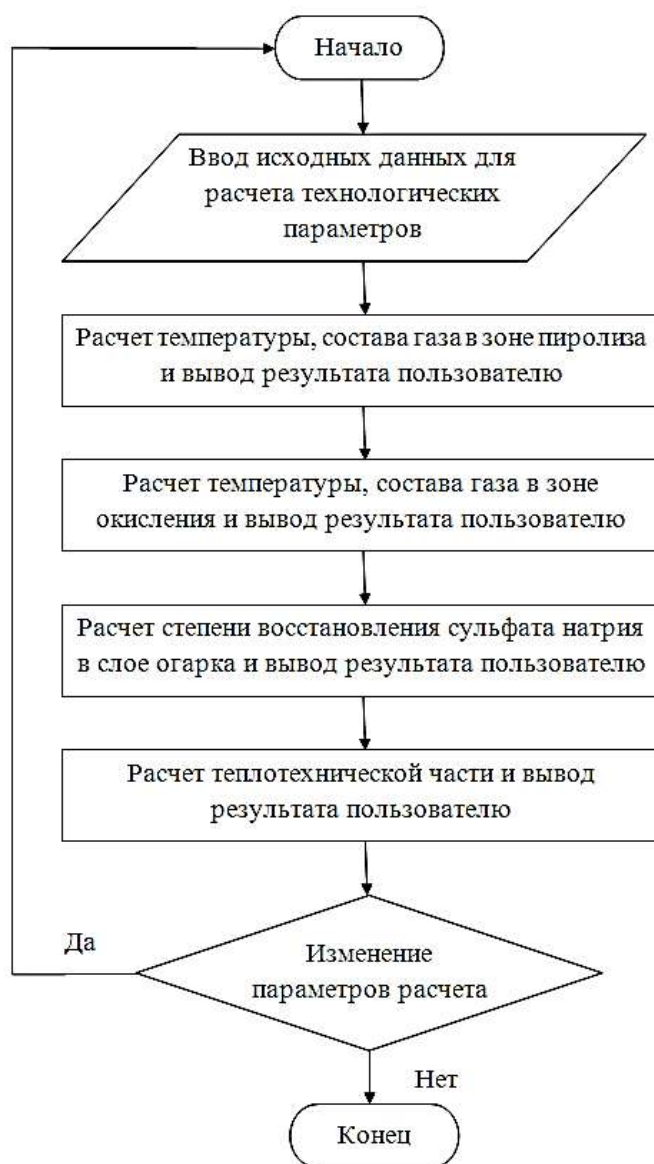 Начало
Ввод исходных данных для
расчета технологических
параметров
Расчет температуры, состава газа в зоне пиролиза
и вывод результата пользователю
Расчет температуры, состава газа в зоне
окисления и вывод результата пользователю
Расчет степени восстановления сульфата натрия
в слое огарка и вывод результата пользователю
Расчет теплотехнической части и вывод
результата пользователю
Да
Изменение
параметров расчета
Нет
Конец